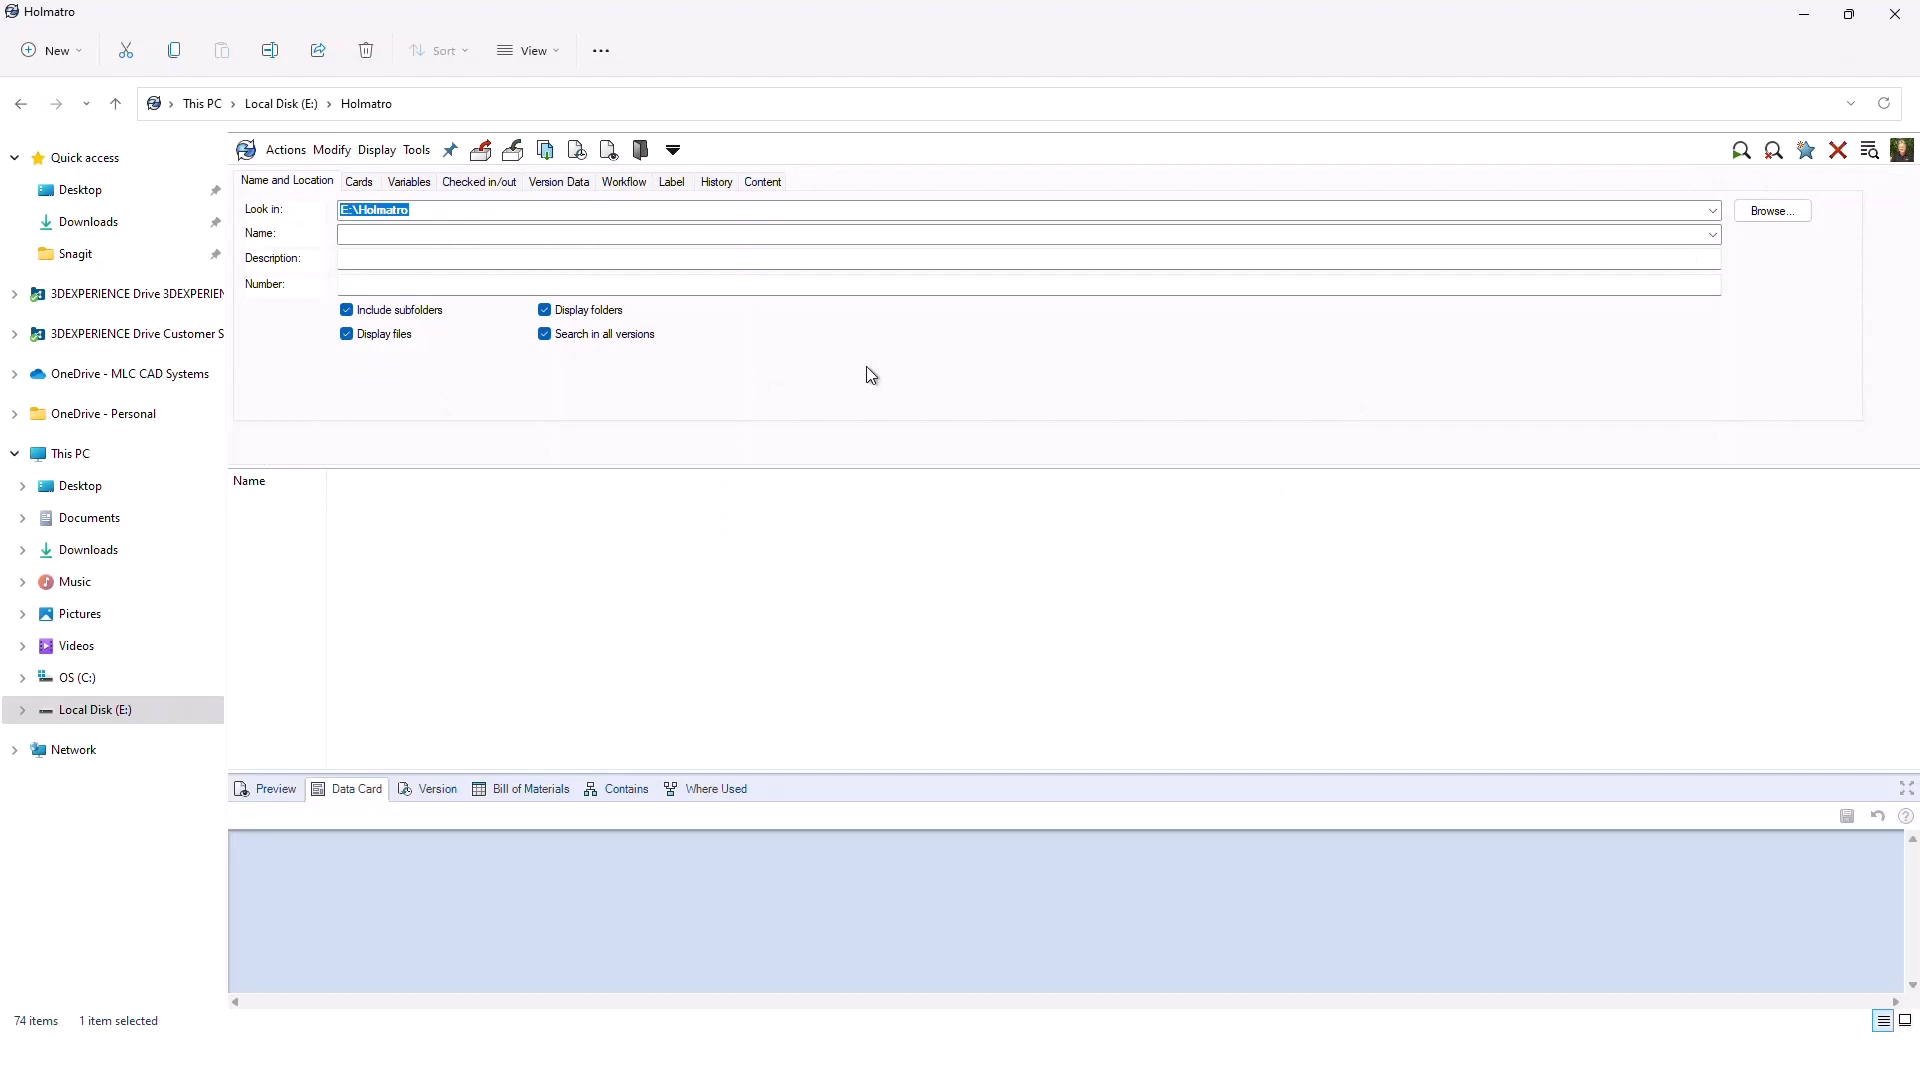 Holmatro
New
Sort
View
This PC > Local Disk (E:) > Holmatro
Quick access
Desktop
Downloads
Snagit
3DEXPERIENCE Drive 3DEXPERIEN
3DEXPERIENCE Drive Customer S
OneDrive - MLC CAD Systems
OneDrive - Personal
This PC
Desktop
Documents
Downloads
Music
Pictures
Videos
OS (C:)
Local Disk (E:)
Network
Actions Modify Display Tools
Name and Location Cards Variables Checked in/out Version Data Workflow Label History Content
Look in: E:\Holmatro Browse...
Name:
Description:
Number:
Include subfolders Display folders
Display files Search in all versions
Name
Preview Data Card Version Bill of Materials Contains Where Used
74 items 1 item selected